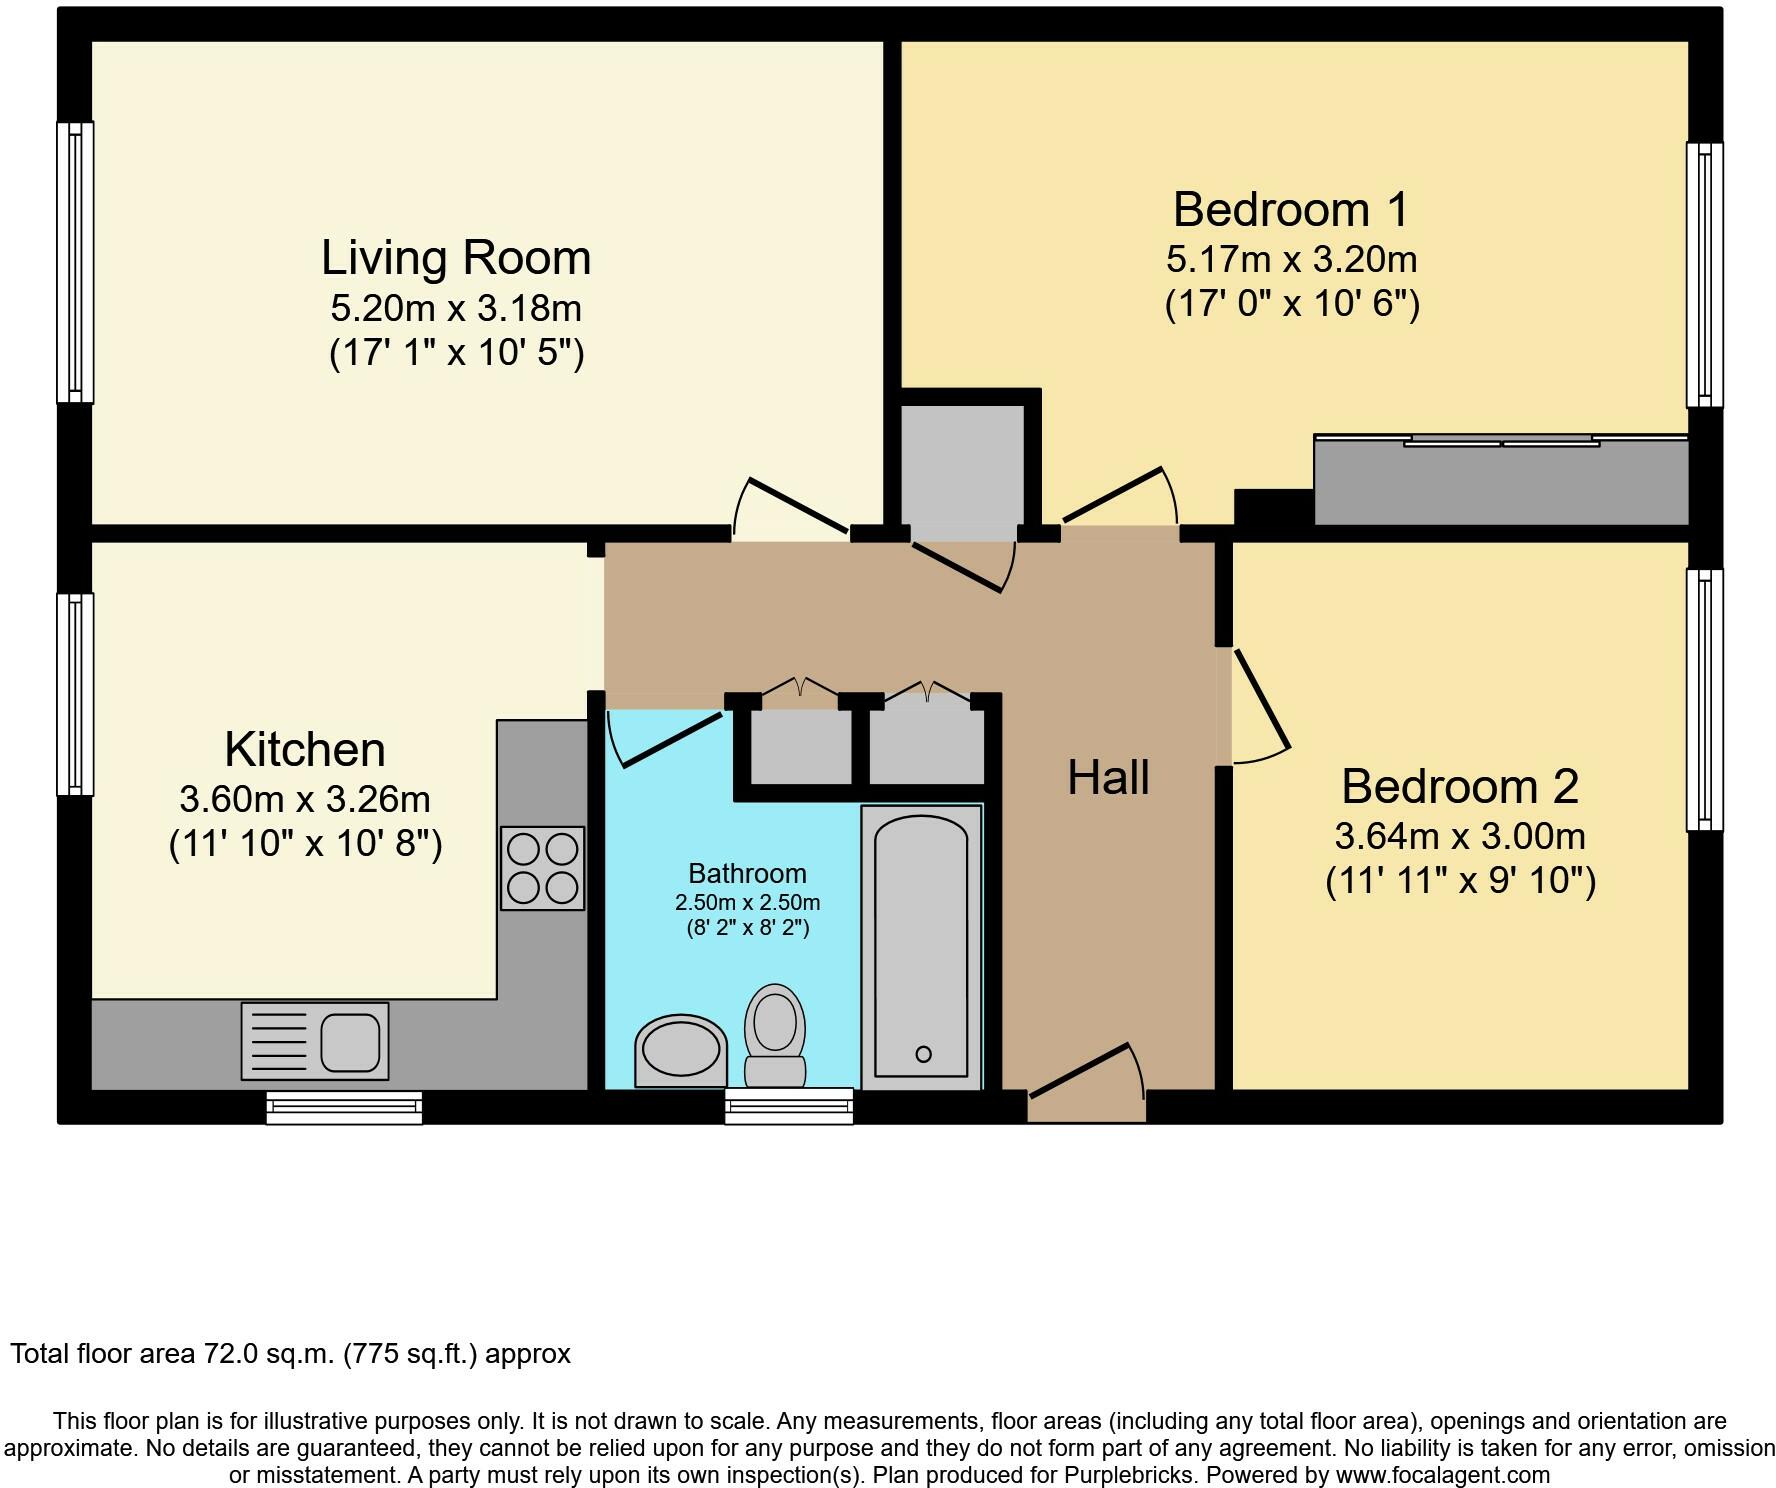 Living Room
5.20m x 3.18m
(17' 1" x 10' 5")
Bedroom 1
5.17m x 3.20m
(17' 0" x 10' 6")
Kitchen
3.60m x 3.26m
(11' 10" x 10' 8")
Bathroom
2.50m x 2.50m
(8' 2" x 8' 2")
Hall
Bedroom 2
3.64m x 3.00m
(11' 11" x 9' 10")
Total floor area 72.0 sq.m. (775 sq.ft.) approx
This floor plan is for illustrative purposes only. It is not drawn to scale. Any measurements, floor areas (including any total floor area), openings and orientation are
approximate. No details are guaranteed, they cannot be relied upon for any purpose and they do not form part of any agreement. No liability is taken for any error, omission
or misstatement. A party must rely upon its own inspection(s). Plan produced for Purplebricks. Powered by www.focalagent.com